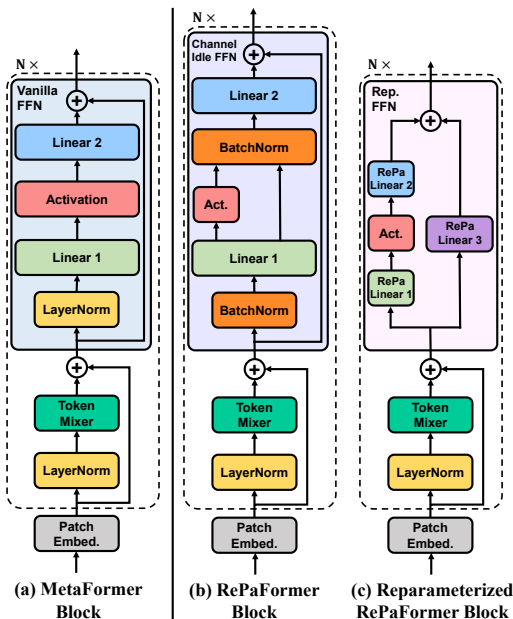 N ×
Vanilla
FFN
Linear 2
Activation
Linear 1
LayerNorm
Token
Mixer
LayerNorm
Patch
Embed.
(a) MetaFormer
Block
N ×
Channel
Idle FFN
Linear 2
BatchNorm
Act.
Linear 1
BatchNorm
Token
Mixer
LayerNorm
Patch
Embed.
(b) RePaFormer
Block
N ×
Rep.
FFN
RePa
Linear 2
Act.
RePa
Linear 3
RePa
Linear 1
Token
Mixer
LayerNorm
Patch
Embed.
(c) Reparameterized
RePaFormer Block